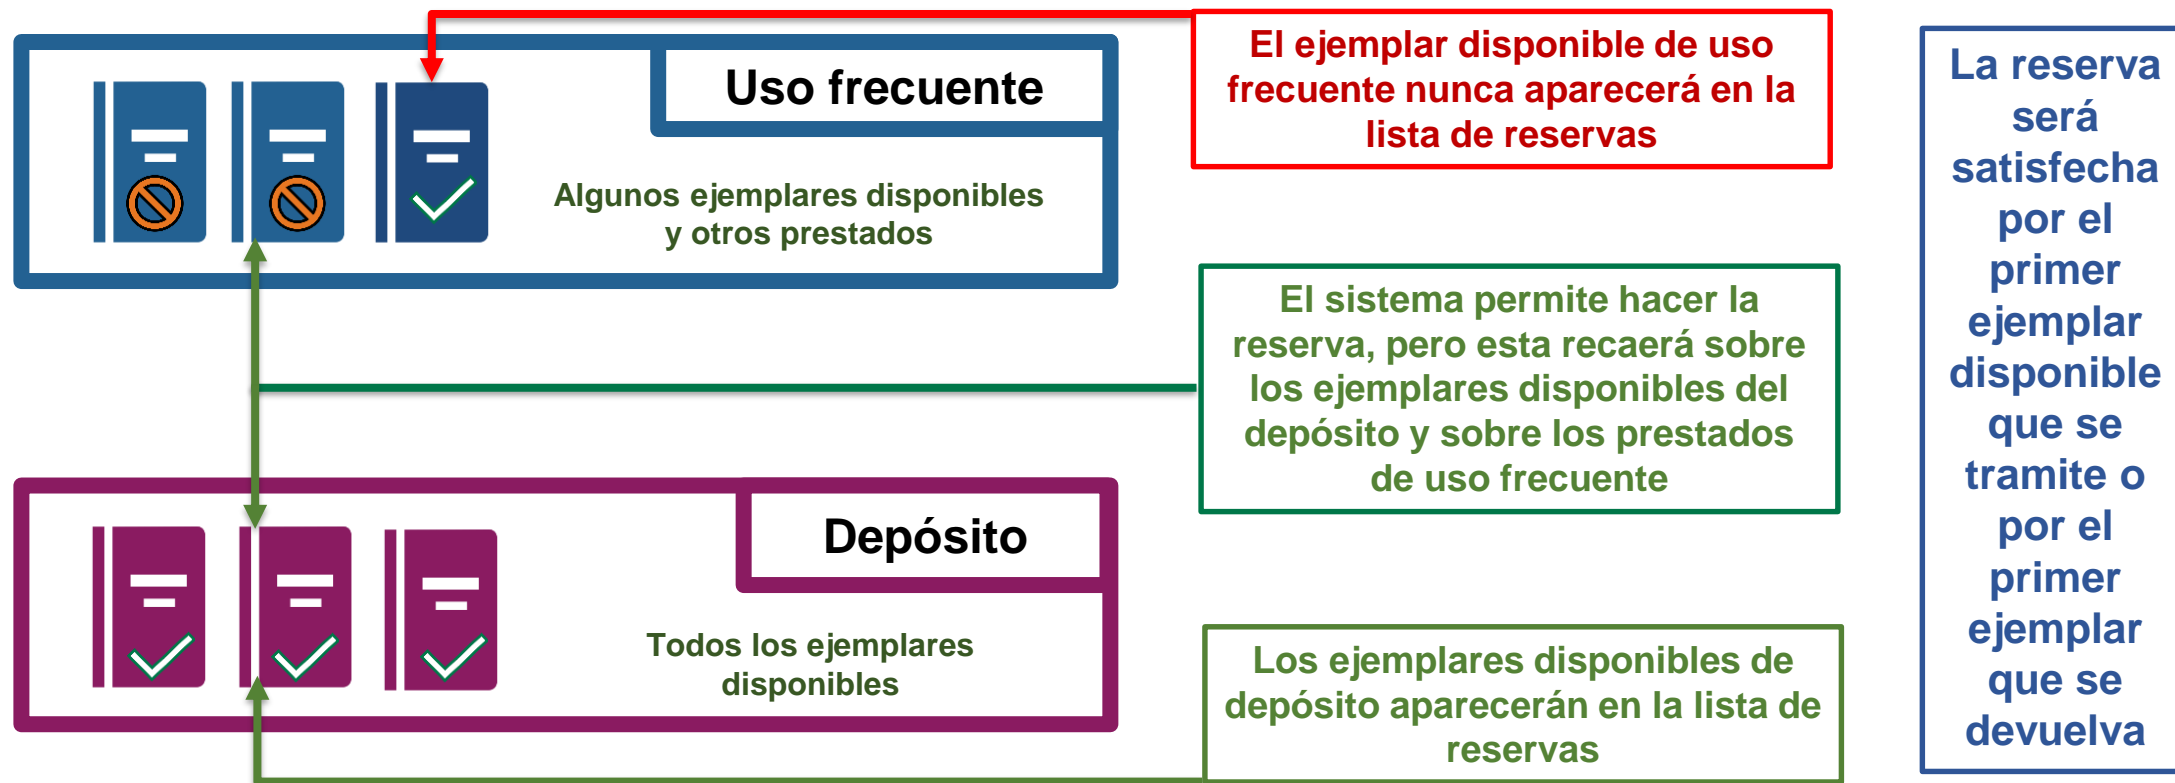 Uso frecuente
Algunos ejemplares disponibles
y otros prestados
El ejemplar disponible de uso
frecuente nunca aparecerá en la
lista de reservas
El sistema permite hacer la
reserva, pero esta recaerá sobre
los ejemplares disponibles del
depósito y sobre los prestados
de uso frecuente
Depósito
Todos los ejemplares
disponibles
Los ejemplares disponibles de
depósito aparecerán en la lista de
reservas
La reserva
será
satisfecha
por el
primer
ejemplar
disponible
que se
tramite o
por el
primer
ejemplar
que se
devuelva